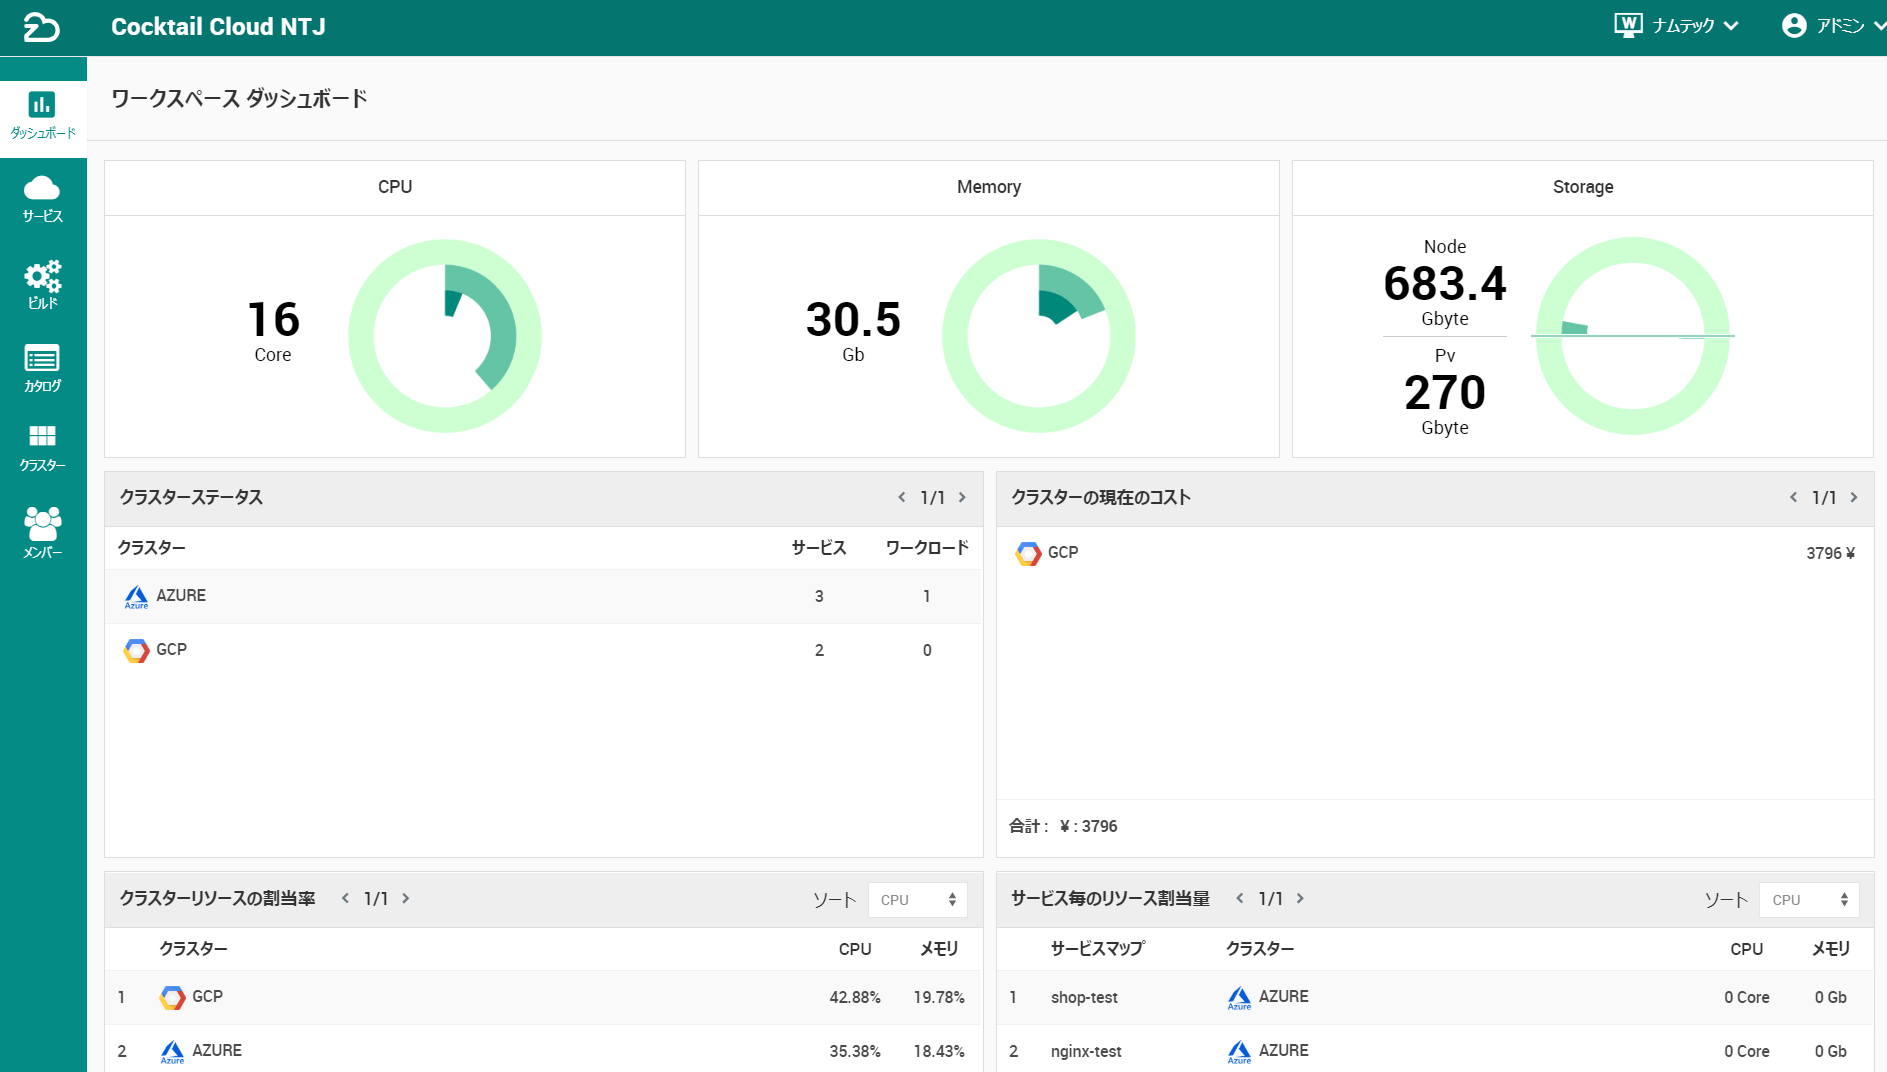 Cocktail Cloud NTJ
W ナムテック
アドミン
ダッシュボード
サービス
ビルド
カタログ
クラスター
メンバー
ワークスペース ダッシュボード
CPU
16
Core
Memory
30.5
Gb
Storage
Node
683.4
Gbyte
Pv
270
Gbyte
クラスターステータス 1/1
クラスター サービス ワークロード
Azure AZURE 3 1
GCP 2 0
クラスターの現在のコスト 1/1
GCP 3796 ¥
合計 : ¥ : 3796
クラスターリソースの割当率 1/1 ソート CPU
クラスター CPU メモリ
1 GCP 42.88% 19.78%
2 Azure AZURE 35.38% 18.43%
サービス毎のリソース割当量 1/1 ソート CPU
サービスマップ クラスター CPU メモリ
1 shop-test Azure AZURE 0 Core 0 Gb
2 nginx-test Azure AZURE 0 Core 0 Gb